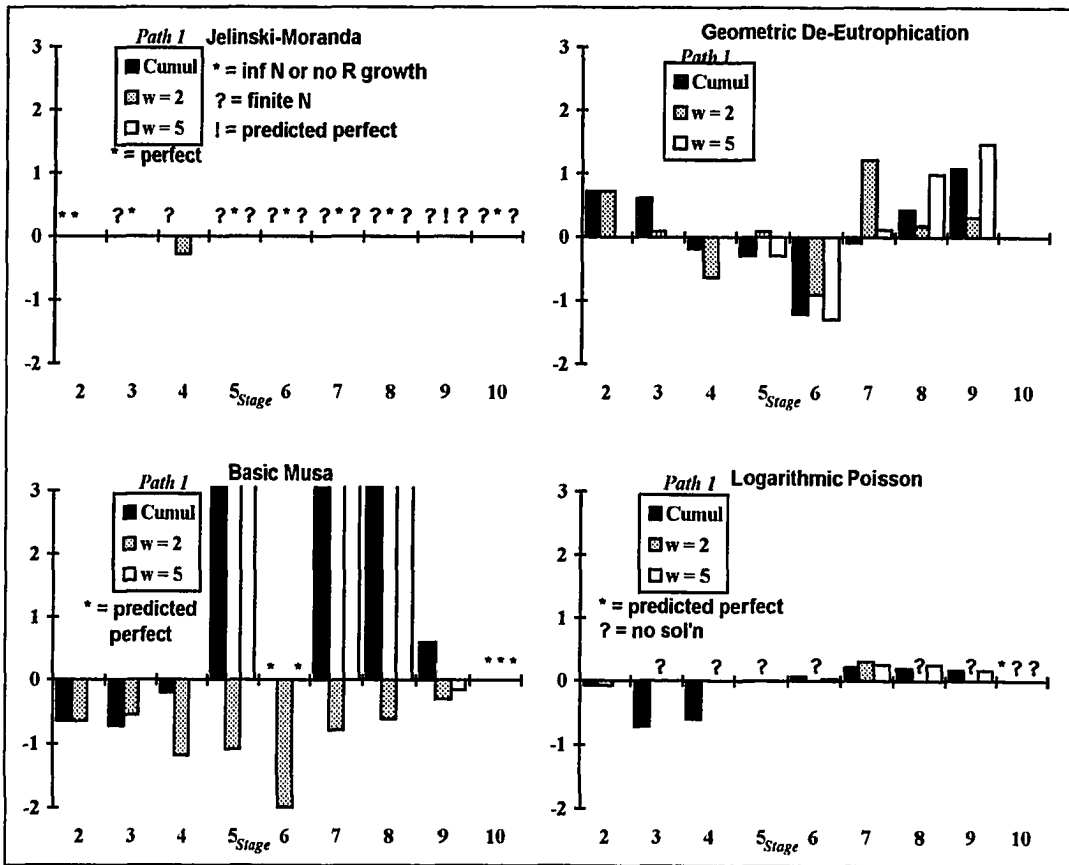 Path 1 Jelinski-Moranda
Cumul
w = 2
w = 5
* = perfect
* = inf N or no R growth
? = finite N
! = predicted perfect
3
2
1
0
-1
-2
* * ? * ? ? * ? ? * ? ? * ? ? * ? ? ! ? ? * ?
2 3 4 5 Stage 6 7 8 9 10
Geometric De-Eutrophication
Path 1
Cumul
w = 2
w = 5
3
2
1
0
-1
-2
2 3 4 5 Stage 6 7 8 9 10
Path 1 Basic Musa
Cumul
w = 2
w = 5
* = predicted
perfect
3
2
1
0
-1
-2
* * * * *
2 3 4 5 Stage 6 7 8 9 10
Path 1 Logarithmic Poisson
Cumul
w = 2
w = 5
* = predicted perfect
? = no sol'n
3
2
1
0
-1
-2
? ? ? ? ? ? * ? ?
2 3 4 5 Stage 6 7 8 9 10